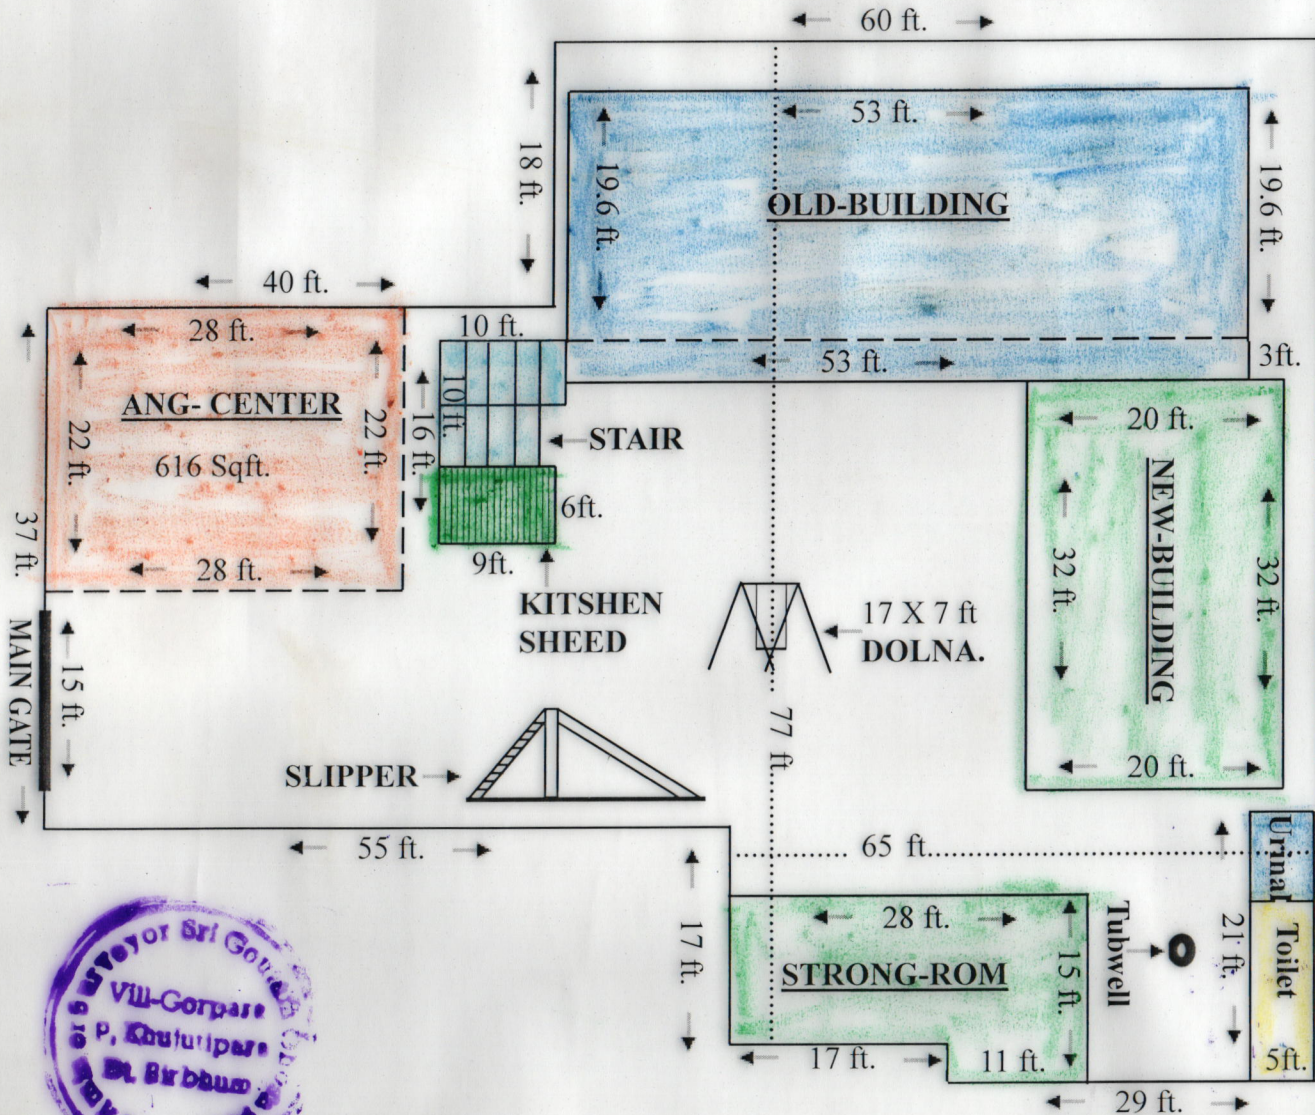 60 ft.
53 ft.
18 ft.
19.6 ft.
OLD-BUILDING
19.6 ft.
40 ft.
28 ft.
10 ft.
53 ft.
3ft.
ANG- CENTER
22 ft.
616 Sqft.
22 ft.
16 ft.
10 ft.
STAIR
20 ft.
NEW-BUILDING
32 ft.
32 ft.
20 ft.
6ft.
9ft.
28 ft.
37 ft.
KITSHEN
SHEED
17 X 7 ft
DOLNA.
MAIN GATE
15 ft.
77 ft.
SLIPPER
55 ft.
65 ft.
Urinal
17 ft.
28 ft.
STRONG-ROM
15 ft.
Tubwell
21 ft.
Toilet
17 ft.
11 ft.
5ft.
29 ft.
Surveyor Sri
Vill-Gorpara